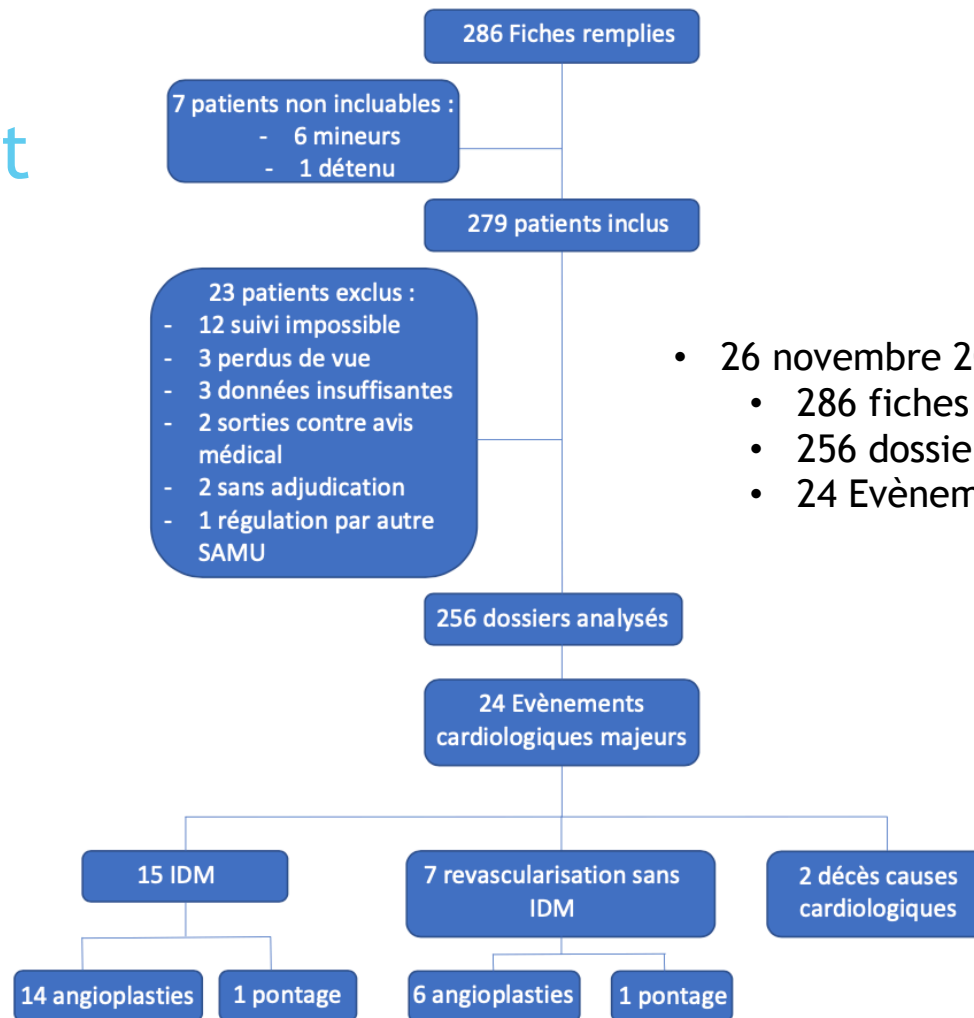 t
286 Fiches remplies
7 patients non incluables :
- 6 mineurs
- 1 détenu
279 patients inclus
23 patients exclus :
- 12 suivi impossible
- 3 perdus de vue
- 3 données insuffisantes
- 2 sorties contre avis
médical
- 2 sans adjudication
- 1 régulation par autre
SAMU
• 26 novembre 2
• 286 fiches
• 256 dossie
• 24 Evènem
256 dossiers analysés
24 Evènements
cardiologiques majeurs
15 IDM
7 revascularisation sans
IDM
2 décès causes
cardiologiques
14 angioplasties
1 pontage
6 angioplasties
1 pontage